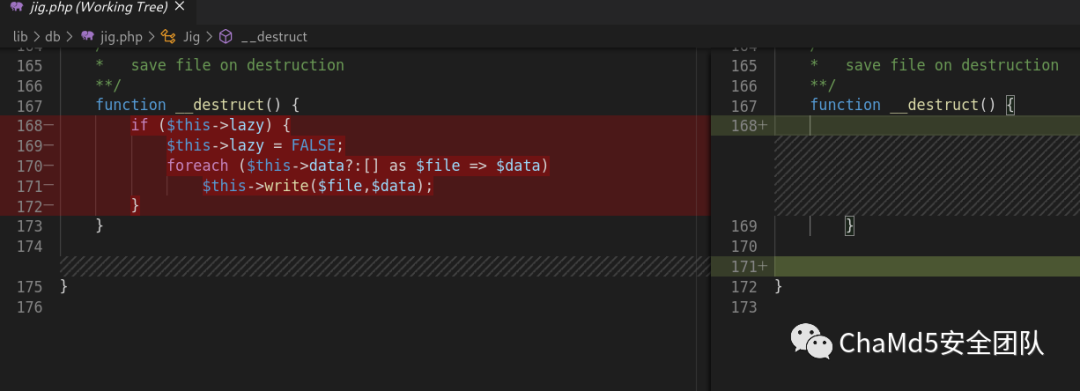 jig.php (Working Tree) ×
lib > db > jig.php > Jig > __destruct
164 /
165 * save file on destruction
166 **/
167 function __destruct() {
168— if ($this->lazy) {
169— $this->lazy = FALSE;
170— foreach ($this->data?:[] as $file => $data)
171— $this->write($file,$data);
172— }
173 }
174
175 }
176
164 /
165 * save file on destruction
166 **/
167 function __destruct() {
168+
169 }
170
171+
172 }
173
ChaMd5安全团队